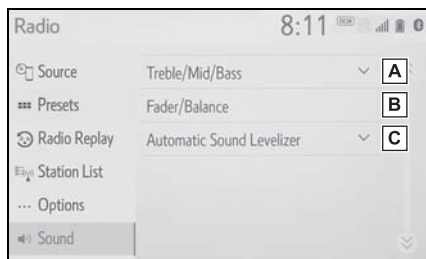 Radio 8:11 DCM
Source
Treble/Mid/Bass A
Presets
Fader/Balance B
Radio Replay
Automatic Sound Levelizer C
Station List
Options
Sound